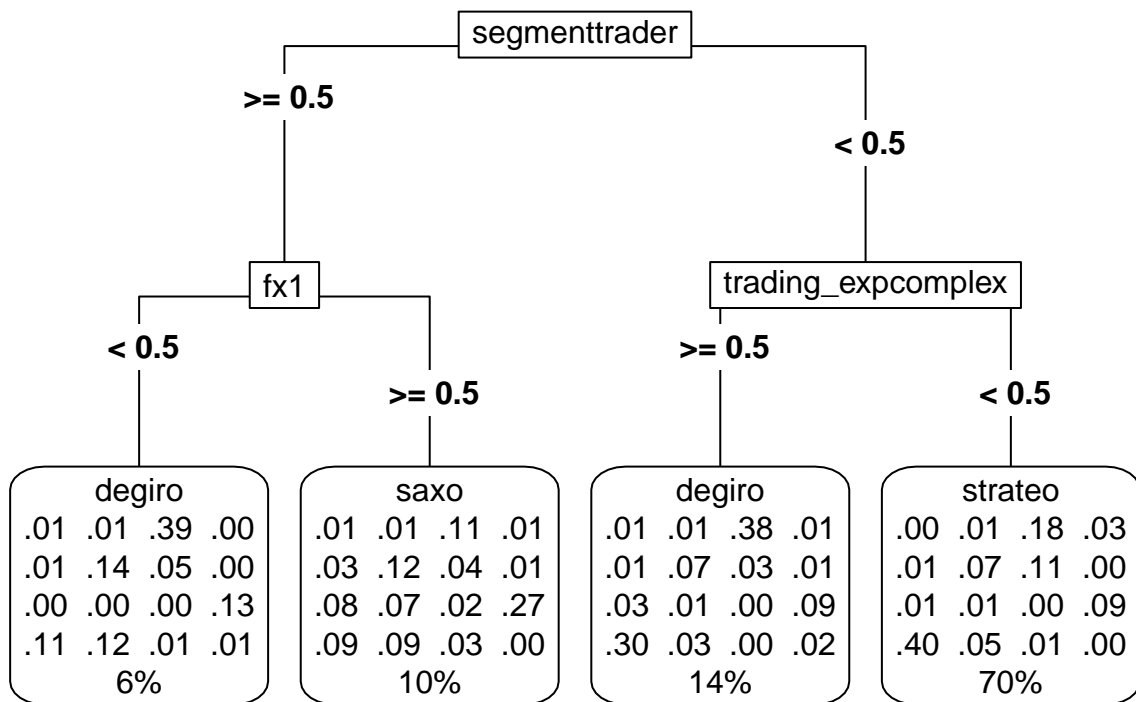 segmenttrader
>= 0.5
< 0.5
fx1
trading_expcomplex
< 0.5
>= 0.5
>= 0.5
< 0.5
degiro
.01 .01 .39 .00
.01 .14 .05 .00
.00 .00 .00 .13
.11 .12 .01 .01
6%
saxo
.01 .01 .11 .01
.03 .12 .04 .01
.08 .07 .02 .27
.09 .09 .03 .00
10%
degiro
.01 .01 .38 .01
.01 .07 .03 .01
.03 .01 .00 .09
.30 .03 .00 .02
14%
strateo
.00 .01 .18 .03
.01 .07 .11 .00
.01 .01 .00 .09
.40 .05 .01 .00
70%